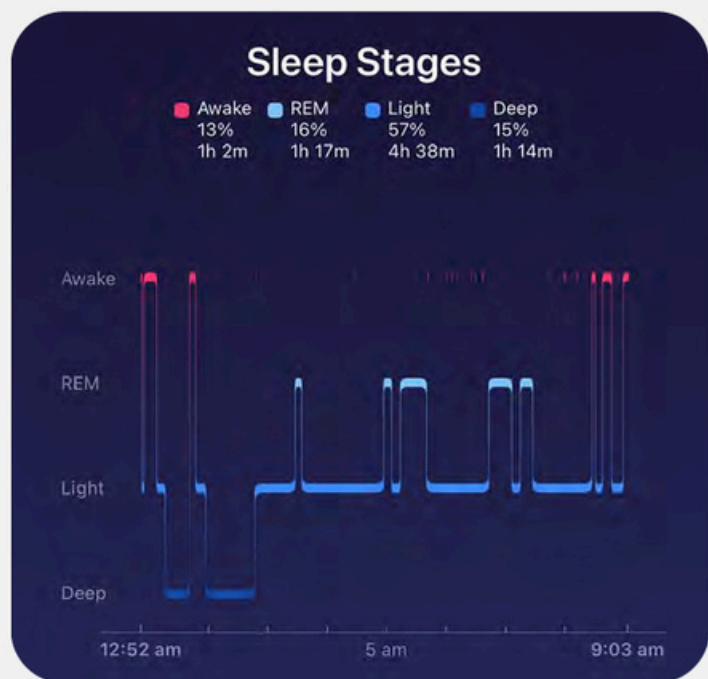 Sleep Stages
Awake REM Light Deep
13% 16% 57% 15%
1h 2m 1h 17m 4h 38m 1h 14m
Awake
REM
Light
Deep
12:52 am 5 am 9:03 am